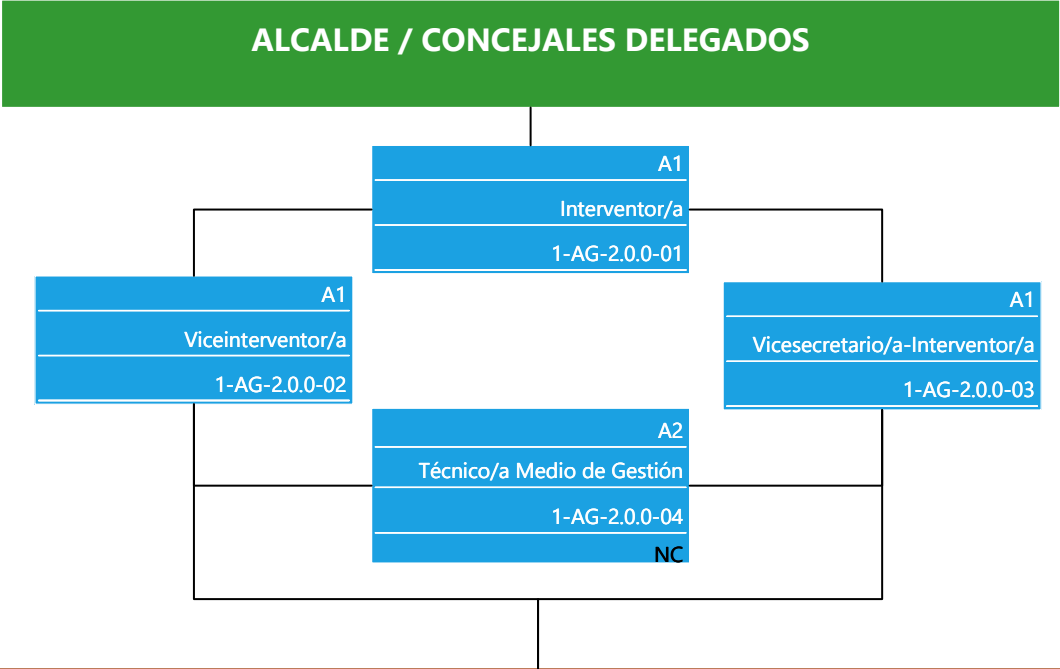 ALCALDE / CONCEJALES DELEGADOS
A1
Interventor/a
1-AG-2.0.0-01
A1
Viceinterventor/a
1-AG-2.0.0-02
A1
Vicesecretario/a-Interventor/a
1-AG-2.0.0-03
A2
Técnico/a Medio de Gestión
1-AG-2.0.0-04
NC